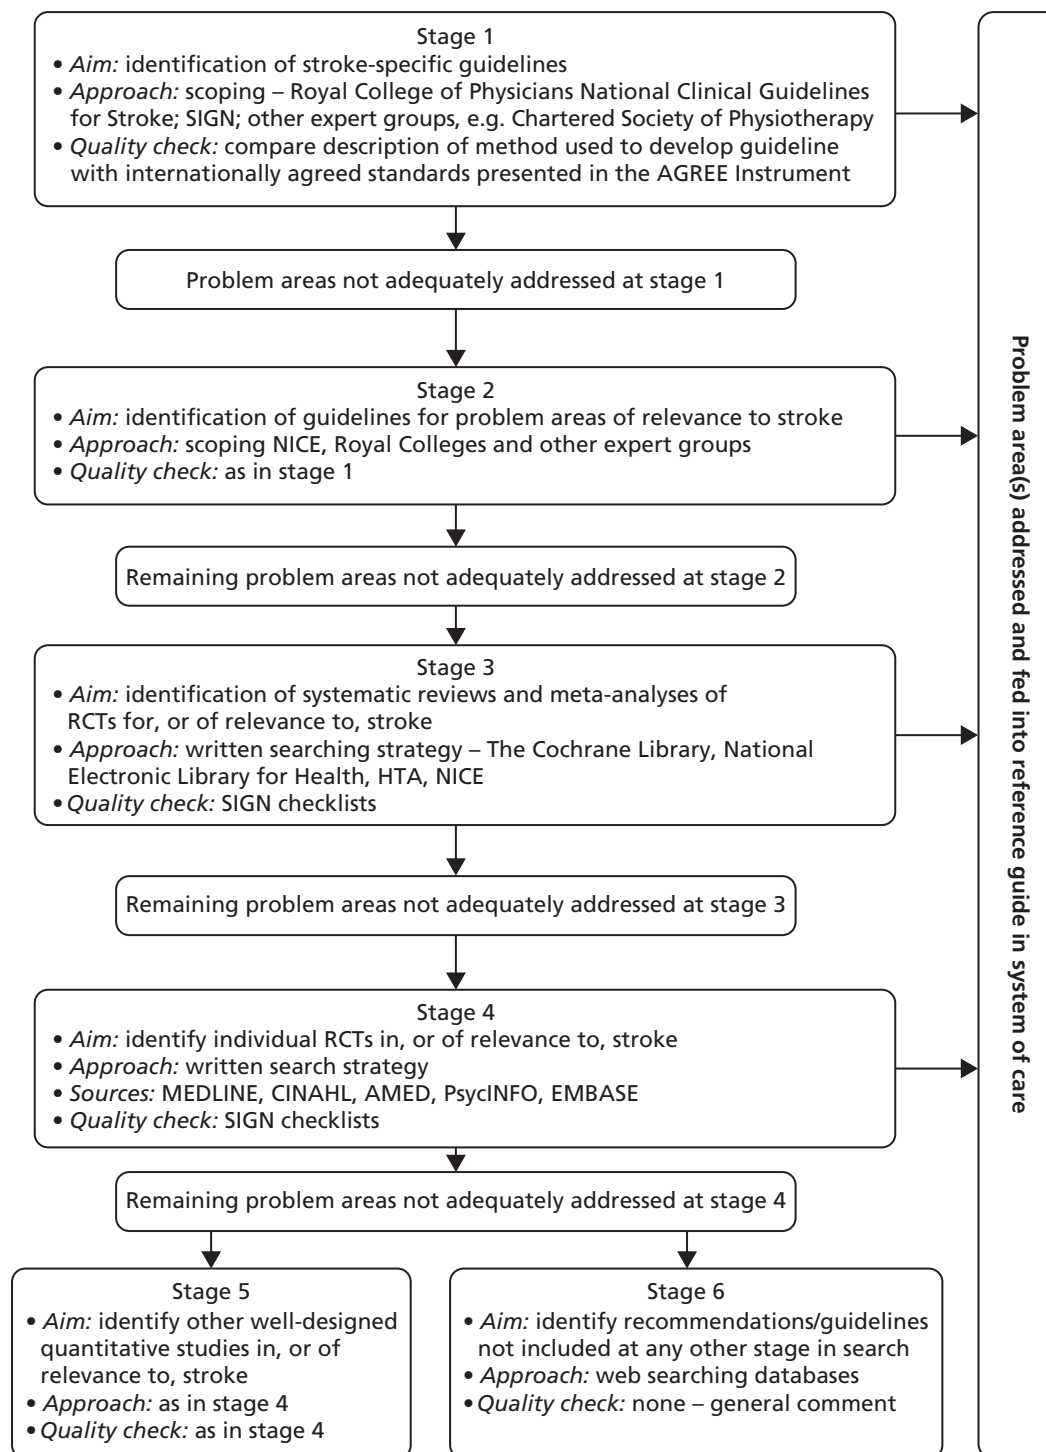 Stage 1
• Aim: identification of stroke-specific guidelines
• Approach: scoping – Royal College of Physicians National Clinical Guidelines
for Stroke; SIGN; other expert groups, e.g. Chartered Society of Physiotherapy
• Quality check: compare description of method used to develop guideline
with internationally agreed standards presented in the AGREE Instrument
Problem areas not adequately addressed at stage 1
Stage 2
• Aim: identification of guidelines for problem areas of relevance to stroke
• Approach: scoping NICE, Royal Colleges and other expert groups
• Quality check: as in stage 1
Remaining problem areas not adequately addressed at stage 2
Stage 3
• Aim: identification of systematic reviews and meta-analyses of
RCTs for, or of relevance to, stroke
• Approach: written searching strategy – The Cochrane Library, National
Electronic Library for Health, HTA, NICE
• Quality check: SIGN checklists
Remaining problem areas not adequately addressed at stage 3
Stage 4
• Aim: identify individual RCTs in, or of relevance to, stroke
• Approach: written search strategy
• Sources: MEDLINE, CINAHL, AMED, PsycINFO, EMBASE
• Quality check: SIGN checklists
Remaining problem areas not adequately addressed at stage 4
Stage 5
• Aim: identify other well-designed
quantitative studies in, or of
relevance to, stroke
• Approach: as in stage 4
• Quality check: as in stage 4
Stage 6
• Aim: identify recommendations/guidelines
not included at any other stage in search
• Approach: web searching databases
• Quality check: none – general comment
Problem area(s) addressed and fed into reference guide in system of care